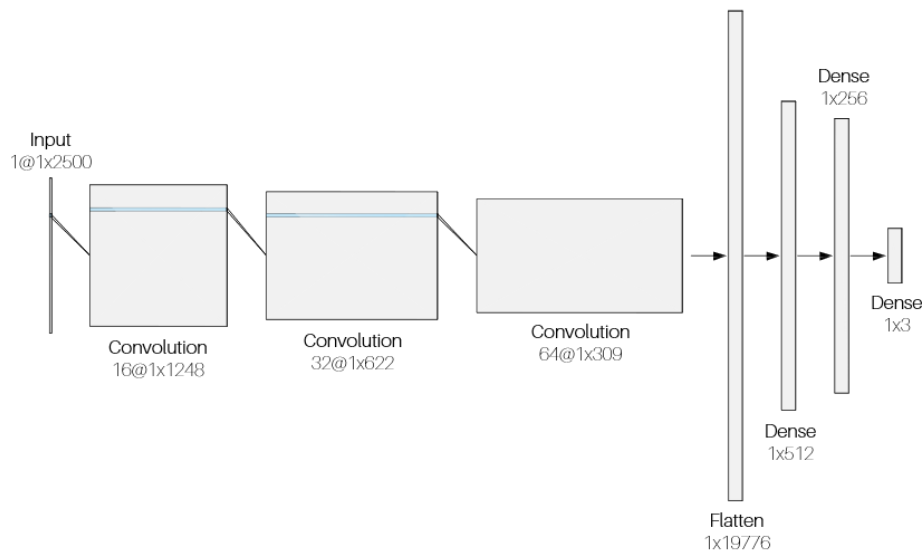 Input
1@1x2500
Convolution
16@1x1248
Convolution
32@1x622
Convolution
64@1x309
Flatten
1x19776
Dense
1x512
Dense
1x256
Dense
1x3